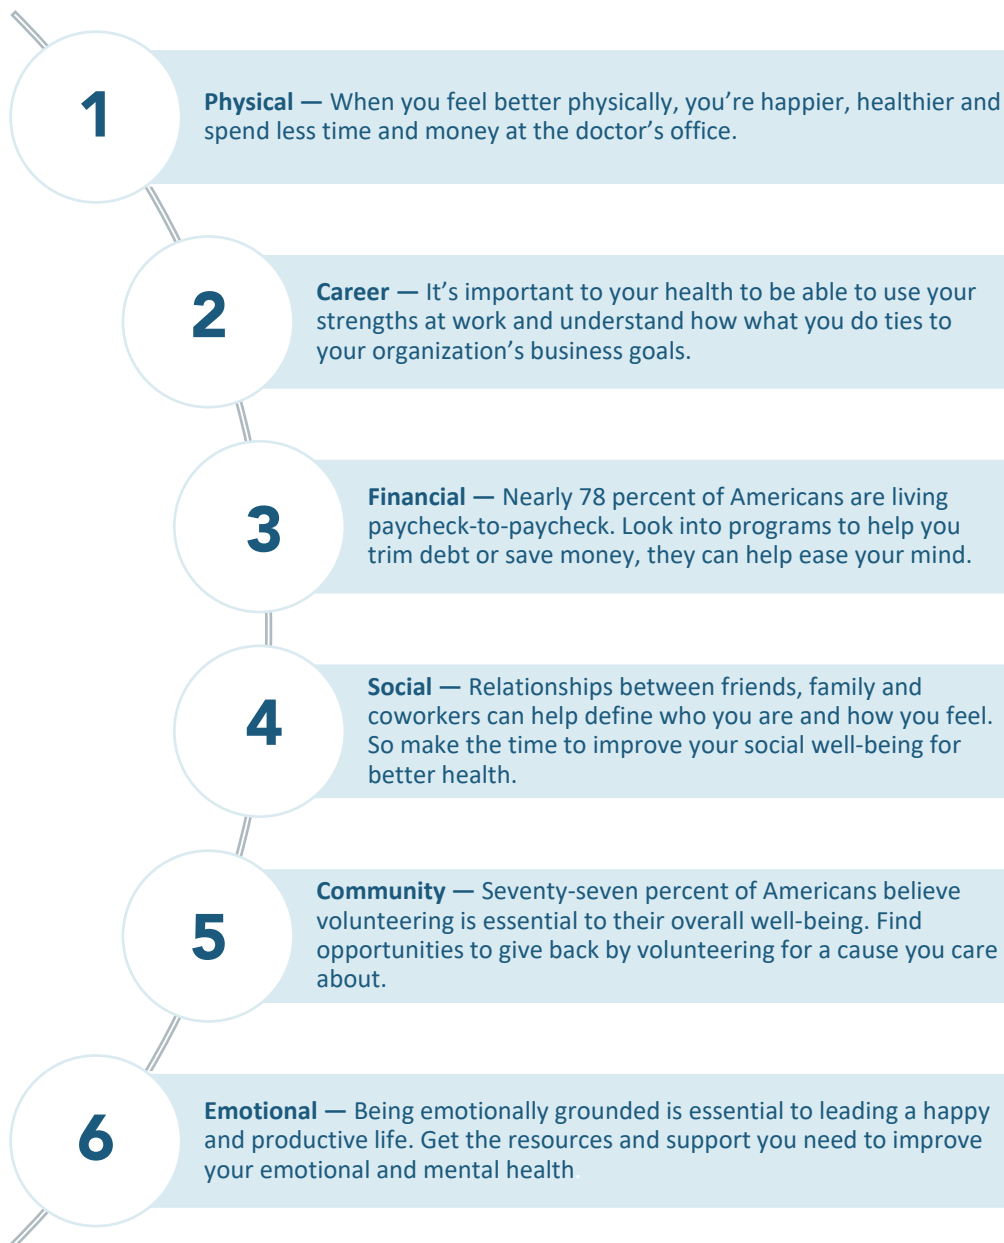 1
Physical — When you feel better physically, you’re happier, healthier and
spend less time and money at the doctor’s office.
2
Career — It’s important to your health to be able to use your
strengths at work and understand how what you do ties to
your organization’s business goals.
3
Financial — Nearly 78 percent of Americans are living
paycheck-to-paycheck. Look into programs to help you
trim debt or save money, they can help ease your mind.
4
Social — Relationships between friends, family and
coworkers can help define who you are and how you feel.
So make the time to improve your social well-being for
better health.
5
Community — Seventy-seven percent of Americans believe
volunteering is essential to their overall well-being. Find
opportunities to give back by volunteering for a cause you care
about.
6
Emotional — Being emotionally grounded is essential to leading a happy
and productive life. Get the resources and support you need to improve
your emotional and mental health.